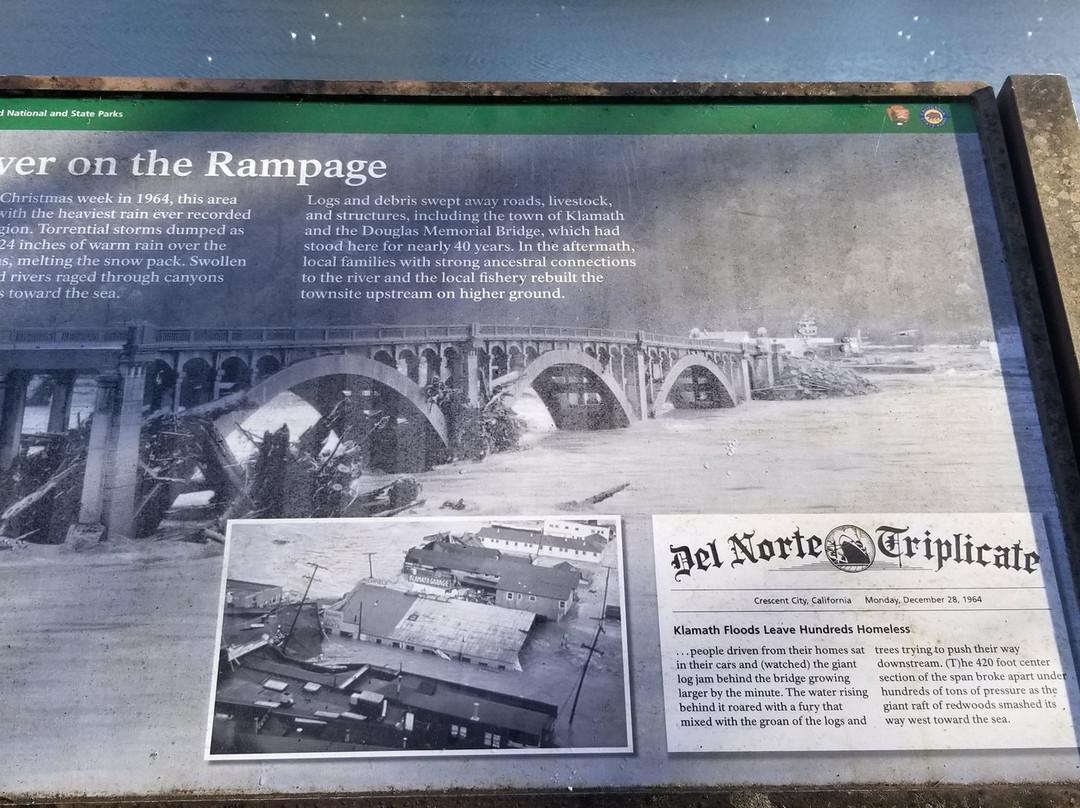 d National and State Parks
ver on the Rampage
Christmas week in 1964, this area
with the heaviest rain ever recorded
gion. Torrential storms dumped as
24 inches of warm rain over the
s, melting the snow pack. Swollen
d rivers raged through canyons
s toward the sea.
Logs and debris swept away roads, livestock,
and structures, including the town of Klamath
and the Douglas Memorial Bridge, which had
stood here for nearly 40 years. In the aftermath,
local families with strong ancestral connections
to the river and the local fishery rebuilt the
townsite upstream on higher ground.
KLAMATH GARAGE
Del Norte Triplicate
Crescent City, California Monday, December 28, 1964
Klamath Floods Leave Hundreds Homeless
...people driven from their homes sat
in their cars and (watched) the giant
log jam behind the bridge growing
larger by the minute. The water rising
behind it roared with a fury that
mixed with the groan of the logs and
trees trying to push their way
downstream. (T)he 420 foot center
section of the span broke apart under
hundreds of tons of pressure as the
giant raft of redwoods smashed its
way west toward the sea.